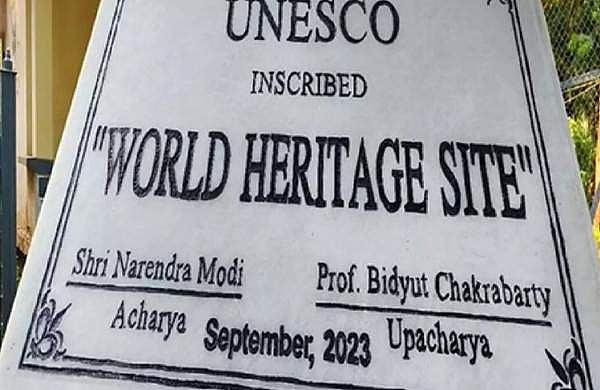 UNESCO
INSCRIBED
"WORLD HERITAGE SITE"
Shri Narendra Modi Prof. Bidyut Chakrabarty
Acharya September, 2023 Upacharya